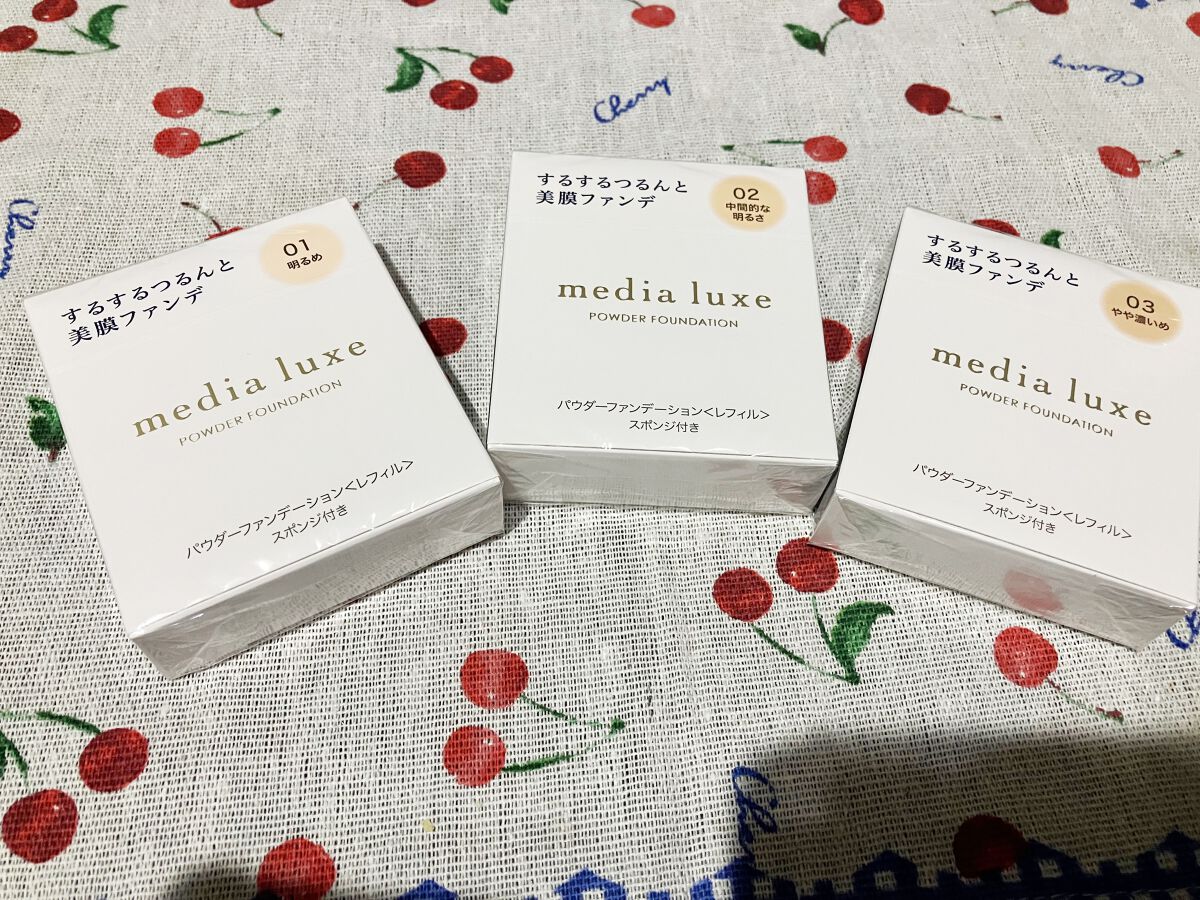 するするつるんと
美膜ファンデ
01
明るめ
media luxe
POWDER FOUNDATION
パウダーファンデーション<レフィル>
スポンジ付き
するするつるんと
美膜ファンデ
02
中間的な
明るさ
media luxe
POWDER FOUNDATION
パウダーファンデーション<レフィル>
スポンジ付き
するするつるんと
美膜ファンデ
03
やや濃いめ
media luxe
POWDER FOUNDATION
パウダーファンデーション<レフィル>
スポンジ付き
Cherry
Cherry
Cherry